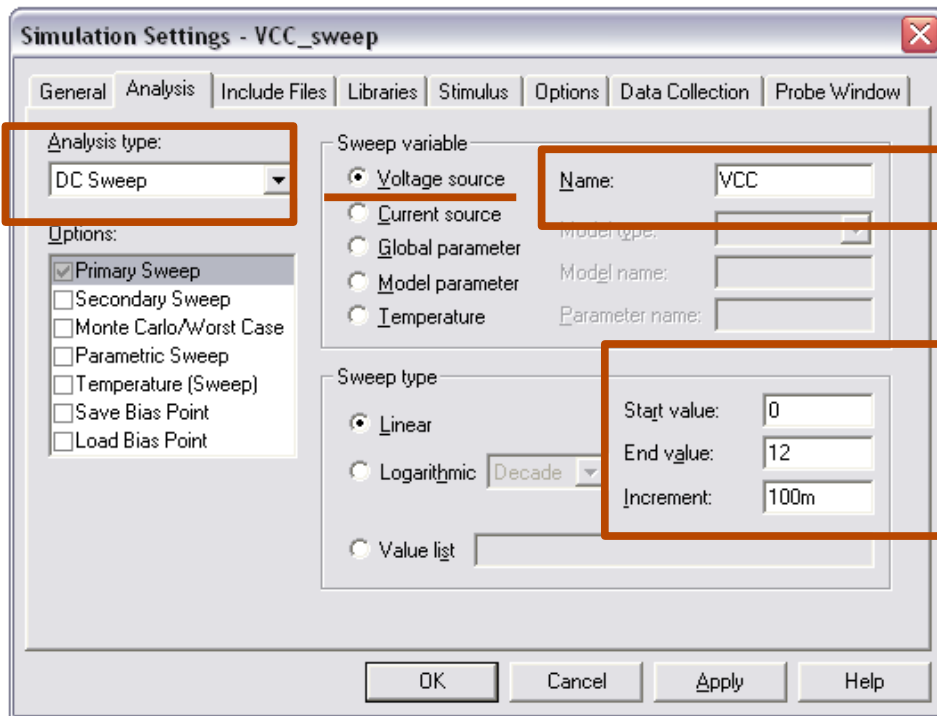 Simulation Settings - VCC_sweep
General Analysis Include Files Libraries Stimulus Options Data Collection Probe Window
Analysis type:
DC Sweep
Options:
Primary Sweep
Secondary Sweep
Monte Carlo/Worst Case
Parametric Sweep
Temperature (Sweep)
Save Bias Point
Load Bias Point
Sweep variable
Voltage source
Current source
Global parameter
Model parameter
Temperature
Name: VCC
Model type:
Model name:
Parameter name:
Sweep type
Linear
Logarithmic Decade
Value list
Start value: 0
End value: 12
Increment: 100m
OK Cancel Apply Help